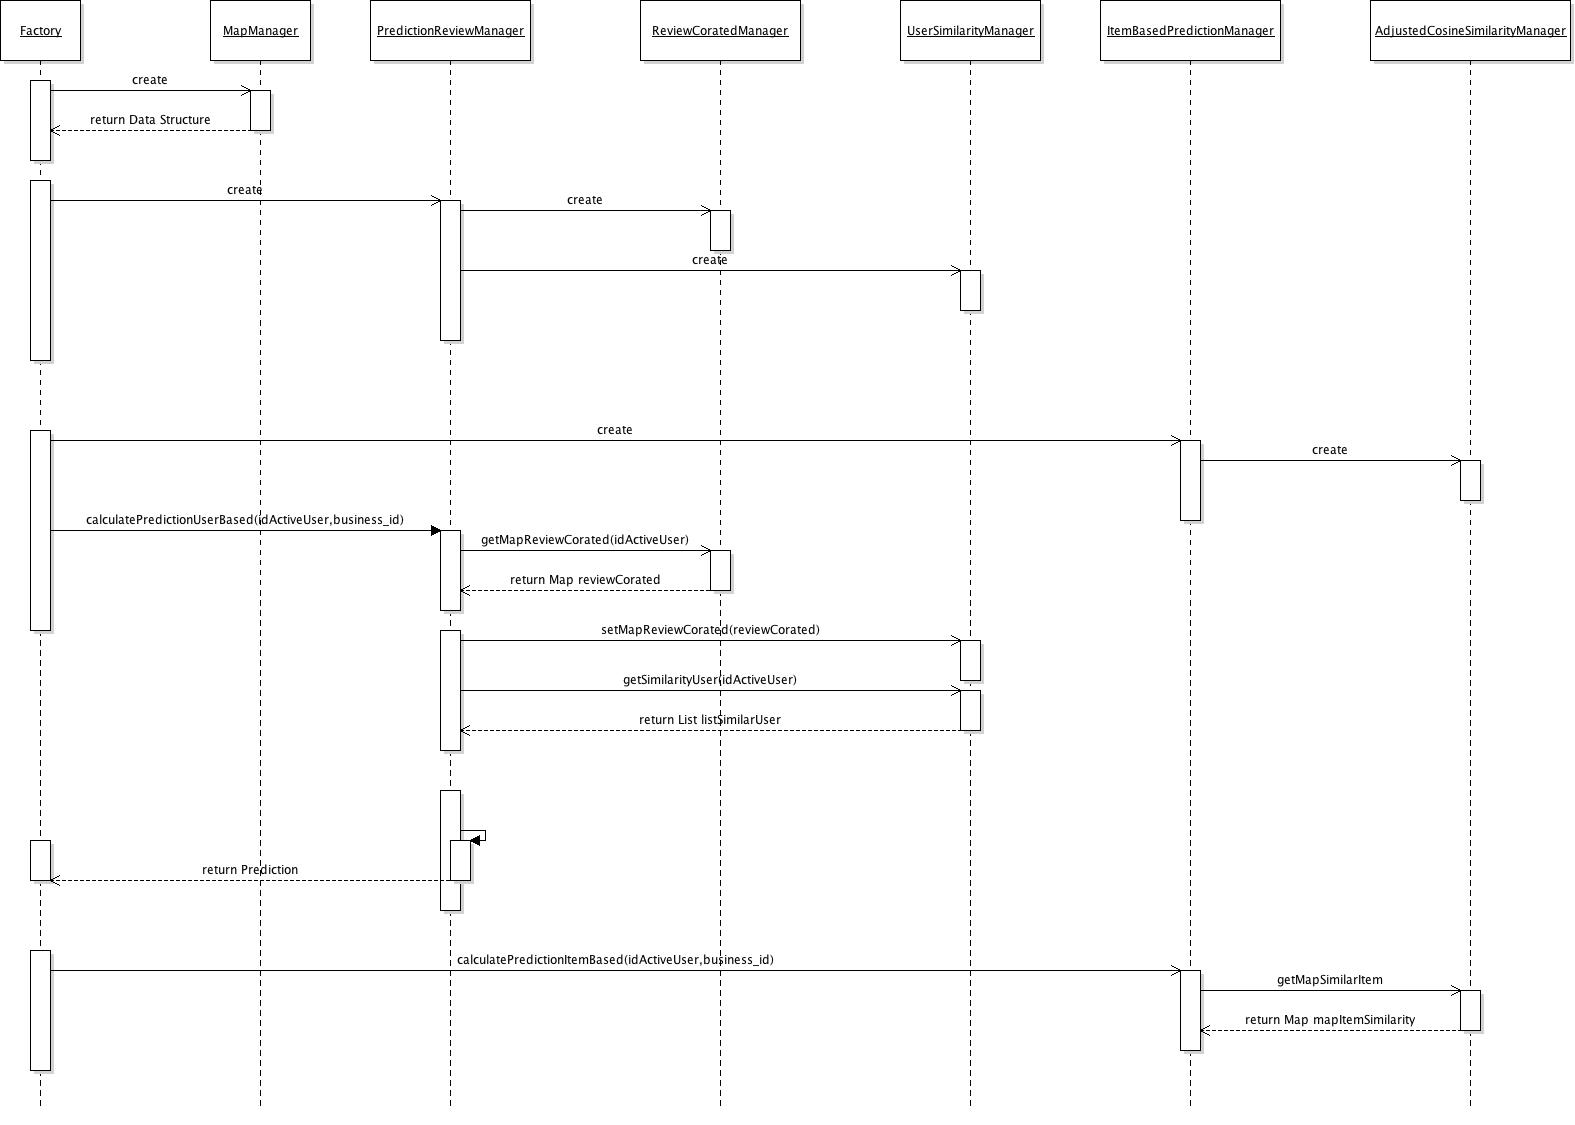 Factory
MapManager
PredictionReviewManager
ReviewCoratedManager
UserSimilarityManager
ItemBasedPredictionManager
AdjustedCosineSimilarityManager
create
return Data Structure
create
create
create
create
create
calculatePredictionUserBased(idActiveUser,business_id)
getMapReviewCorated(idActiveUser)
return Map reviewCorated
setMapReviewCorated(reviewCorated)
getSimilarityUser(idActiveUser)
return List listSimilarUser
return Prediction
calculatePredictionItemBased(idActiveUser,business_id)
getMapSimilarItem
return Map mapItemSimilarity